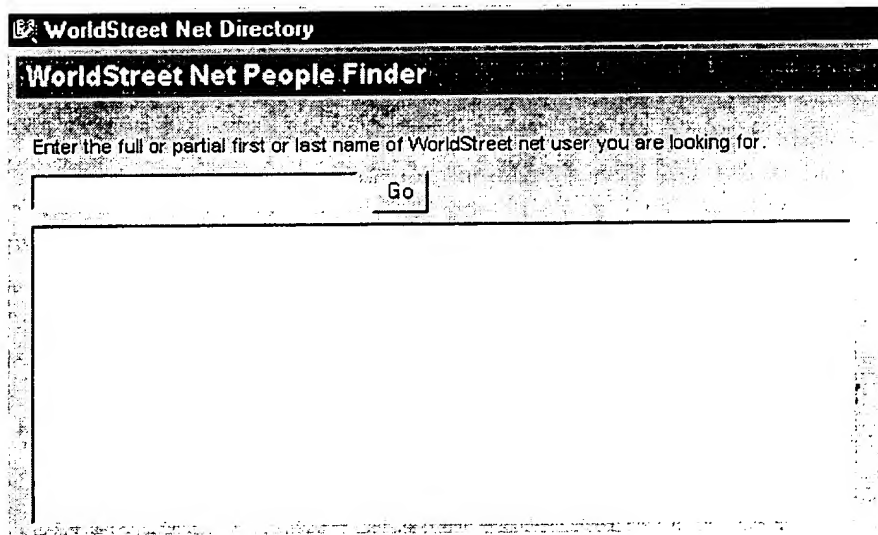 WorldStreet Net Directory
WorldStreet Net People Finder
Enter the full or partial first or last name of WorldStreet net user you are looking for.
Go